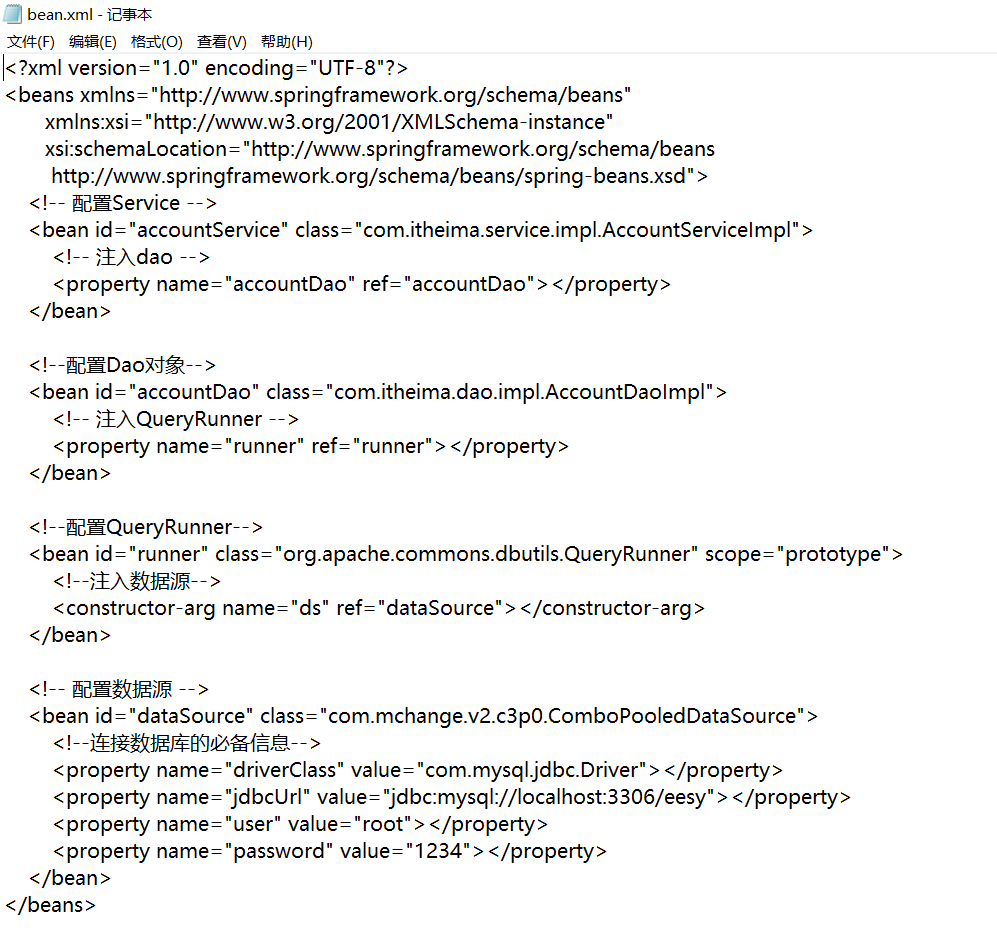 bean.xml - 记事本
文件(F) 编辑(E) 格式(O) 查看(V) 帮助(H)
<?xml version="1.0" encoding="UTF-8"?>
<beans xmlns="http://www.springframework.org/schema/beans"
xmlns:xsi="http://www.w3.org/2001/XMLSchema-instance"
xsi:schemaLocation="http://www.springframework.org/schema/beans
http://www.springframework.org/schema/beans/spring-beans.xsd">
<!-- 配置Service -->
<bean id="accountService" class="com.itheima.service.impl.AccountServiceImpl">
<!-- 注入dao -->
<property name="accountDao" ref="accountDao"></property>
</bean>
<!--配置Dao对象-->
<bean id="accountDao" class="com.itheima.dao.impl.AccountDaoImpl">
<!-- 注入QueryRunner -->
<property name="runner" ref="runner"></property>
</bean>
<!--配置QueryRunner-->
<bean id="runner" class="org.apache.commons.dbutils.QueryRunner" scope="prototype">
<!--注入数据源-->
<constructor-arg name="ds" ref="dataSource"></constructor-arg>
</bean>
<!-- 配置数据源 -->
<bean id="dataSource" class="com.mchange.v2.c3p0.ComboPooledDataSource">
<!--连接数据库的必备信息-->
<property name="driverClass" value="com.mysql.jdbc.Driver"></property>
<property name="jdbcUrl" value="jdbc:mysql://localhost:3306/eesy"></property>
<property name="user" value="root"></property>
<property name="password" value="1234"></property>
</bean>
</beans>